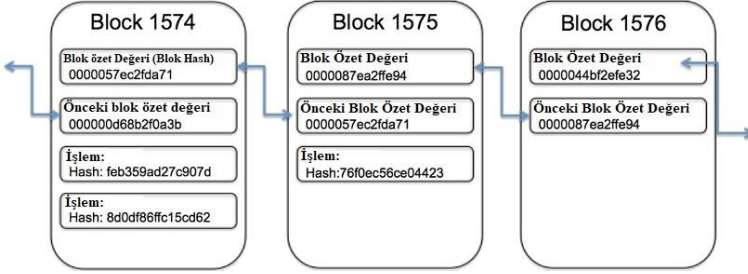 Block 1574
Blok özet Değeri (Blok Hash)
0000057ec2fda71
Önceki blok özet değeri
000000d68b2f0a3b
İşlem:
Hash: feb359ad27c907d
İşlem:
Hash: 8d0df86ffc15cd62
Block 1575
Blok Özet Değeri
0000087ea2ffe94
Önceki Blok Özet Değeri
0000057ec2fda71
İşlem:
Hash:76f0ec56ce04423
Block 1576
Blok Özet Değeri
0000044bf2efe32
Önceki Blok Özet Değeri
0000087ea2ffe94